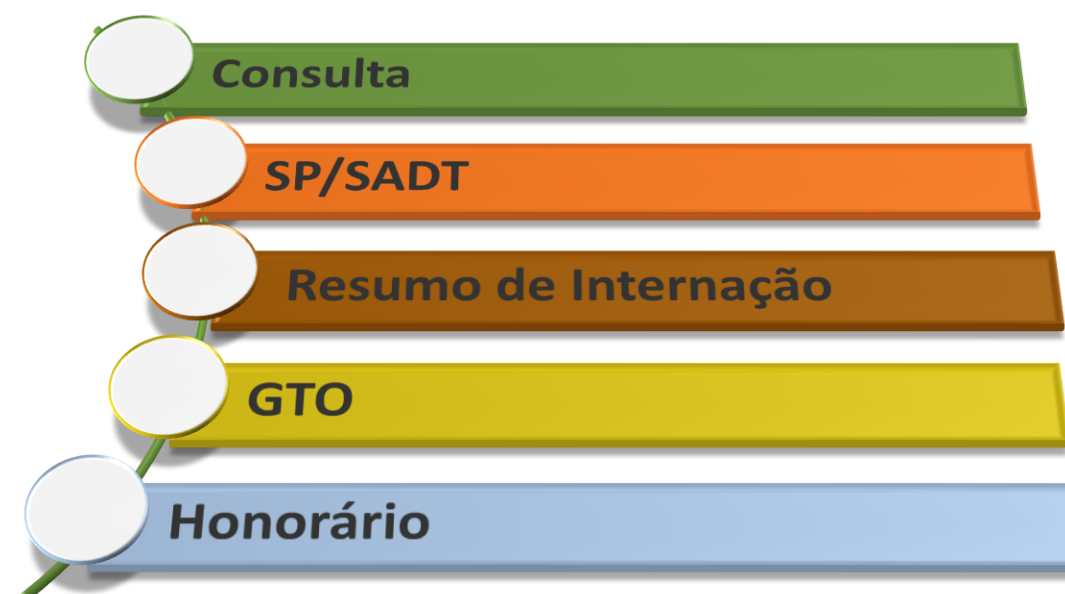 Consulta
SP/SADT
Resumo de Internação
GTO
Honorário